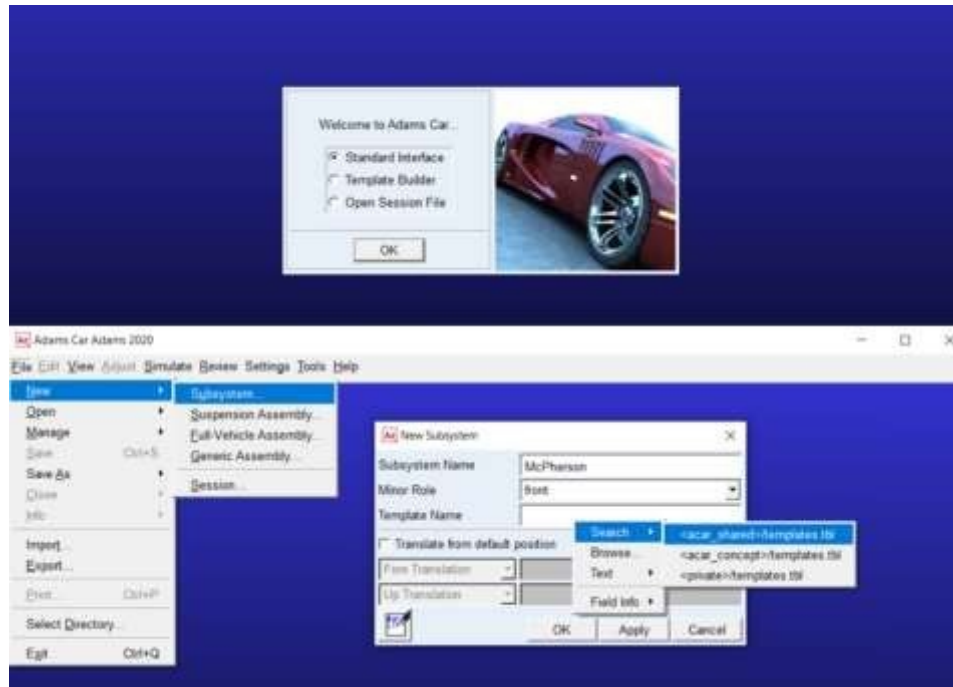 Welcome to Adams Car...
Standard Interface
Template Builder
Open Session File
OK
Adams Car Adams 2020
File Edit View Adjust Simulate Review Settings Tools Help
New
Open
Manage
Save Ctrl+S
Save As
Close
Info
Import...
Export...
Print... Ctrl+P
Select Directory...
Exit Ctrl+Q
Subsystem...
Suspension Assembly...
Full-Vehicle Assembly...
Generic Assembly...
Session...
New Subsystem
Subsystem Name McPherson
Minor Role front
Template Name
Translate from default position
Fore Translation
Up Translation
OK Apply Cancel
Search
Browse...
Text
Field Info
<acar_shared>/templates.tbl
<acar_concept>/templates.tbl
<private>/templates.tbl